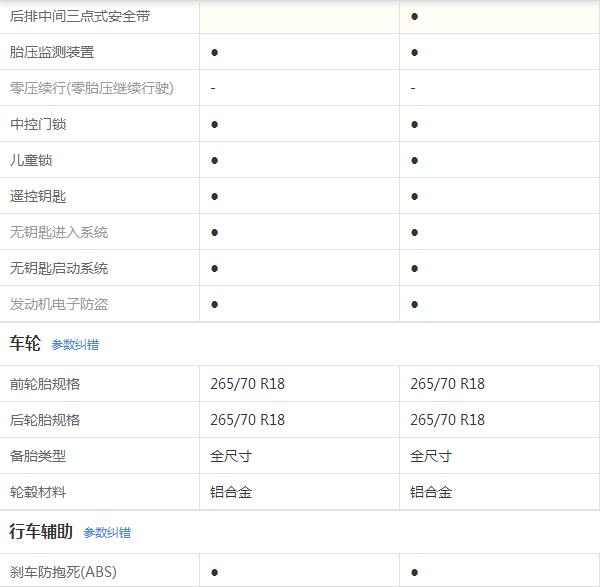 后排中间三点式安全带 ●
胎压监测装置 ● ●
零压续行(零胎压继续行驶) - -
中控门锁 ● ●
儿童锁 ● ●
遥控钥匙 ● ●
无钥匙进入系统 ● ●
无钥匙启动系统 ● ●
发动机电子防盗 ● ●
车轮 参数纠错
前轮胎规格 265/70 R18 265/70 R18
后轮胎规格 265/70 R18 265/70 R18
备胎类型 全尺寸 全尺寸
轮毂材料 铝合金 铝合金
行车辅助 参数纠错
刹车防抱死(ABS) ● ●